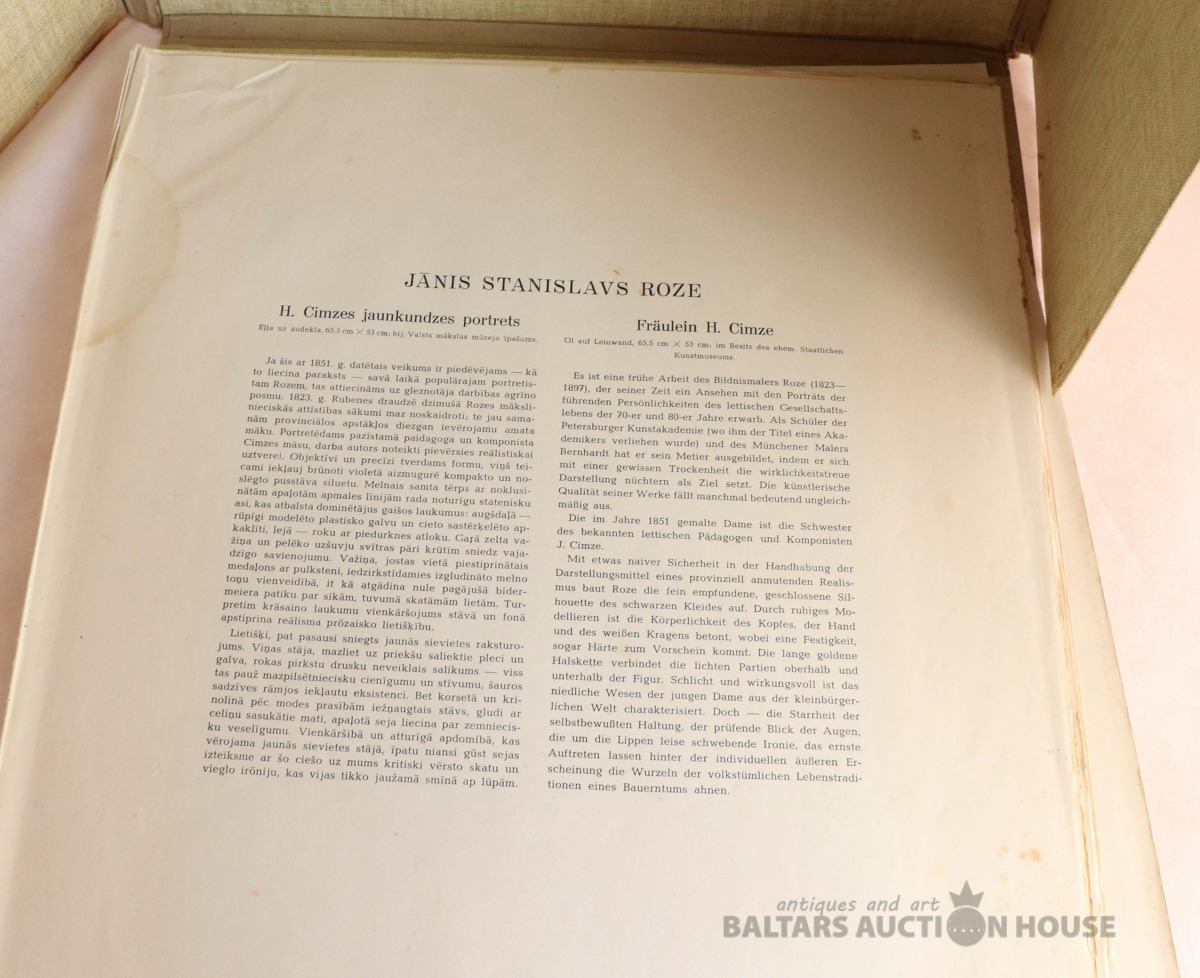 JĀNIS STANISLAVS ROZE
H. Cimzes jaunkundzes portrets
Eļļa uz audekla, 65,5 cm × 53 cm; bij. Valsts mākslas mūzeja īpašums.
Ja šis ar 1851. g. datētais veikums ir piedēvējams — kā
to liecina paraksts — savā laikā populārajam portretis-
tam Rozem, tas attiecināms uz gleznotāja darbības agrīno
posmu. 1823. g. Rubenes draudzē dzimušā Rozes māksli-
nieciskās attīstības sākumi maz noskaidroti; te jau sama-
nām provinciālos apstākļos diezgan ievērojamu amata
māku. Portretēdams pazīstamā paidagoga un komponista
Cimzes māsu, darba autors noteikti pievērsies reālistiskai
uztverei. Objektīvi un precīzi tverdams formu, viņš tei-
cami iekļauj brūnoti violetā aizmugurē kompakto un no-
slēgto pusstāva siluetu. Melnais samta tērps ar noklusi-
nātām apaļotām apmales līnijām rada noturīgu statenisku
asi, kas atbalsta dominētājus gaišos laukumus: augšdaļā —
rūpīgi modelēto plastisko galvu un cieto sastērķelēto ap-
kaklīti, lejā — roku ar piedurknes atloku. Gaŗā zelta va-
žiņa un pelēko uzšuvju svītras pāri krūtīm sniedz vaja-
dzīgo savienojumu. Važiņa, jostas vietā piestiprinātais
medaļons ar pulksteni, iedzirkstīdamies izgludināto melno
toņu vienveidībā, it kā atgādina nule pagājušā bīder-
meiera patiku par sīkām, tuvumā skatāmām lietām. Tur-
pretim krāsaino laukumu vienkāršojums stāvā un fonā
apstiprina reālisma prōzaisko lietišķību.
Lietišķi, pat pasausi sniegts jaunās sievietes raksturo-
jums. Viņas stāja, mazliet uz priekšu saliektie pleci un
galva, rokas pirkstu drusku neveiklais salikums — viss
tas pauž mazpilsētniecisku cienīgumu un stīvumu, šauros
sadzīves rāmjos iekļautu eksistenci. Bet korsetā un kri-
nolinā pēc modes prasībām iežņaugtais stāvs, gludi ar
celiņu sasukātie mati, apaļotā seja liecina par zemniecis-
ku veselīgumu. Vienkāršībā un atturīgā apdomībā, kas
vērojama jaunās sievietes stājā, īpatu niansi gūst sejas
izteiksme ar šo ciešo uz mums kritiski vērsto skatu un
vieglo irōniju, kas vijas tikko jaužamā smīnā ap lūpām.
Fräulein H. Cimze
Öl auf Leinwand, 65,5 cm × 53 cm; im Besitz des ehem. Staatlichen
Kunstmuseums.
Es ist eine frühe Arbeit des Bildnismalers Roze (1823—
1897), der seiner Zeit ein Ansehen mit den Porträts der
führenden Persönlichkeiten des lettischen Gesellschafts-
lebens der 70-er und 80-er Jahre erwarb. Als Schüler der
Petersburger Kunstakademie (wo ihm der Titel eines Aka-
demikers verliehen wurde) und des Münchener Malers
Bernhardt hat er sein Metier ausgebildet, indem er sich
mit einer gewissen Trockenheit die wirklichkeitstreue
Darstellung nüchtern als Ziel setzt. Die künstlerische
Qualität seiner Werke fällt manchmal bedeutend ungleich-
mäßig aus.
Die im Jahre 1851 gemalte Dame ist die Schwester
des bekannten lettischen Pädagogen und Komponisten
J. Cimze.
Mit etwas naiver Sicherheit in der Handhabung der
Darstellungsmittel eines provinziell anmutenden Realis-
mus baut Roze die fein empfundene, geschlossene Sil-
houette des schwarzen Kleides auf. Durch ruhiges Mo-
dellieren ist die Körperlichkeit des Kopfes, der Hand
und des weißen Kragens betont, wobei eine Festigkeit,
sogar Härte zum Vorschein kommt. Die lange goldene
Halskette verbindet die lichten Partien oberhalb und
unterhalb der Figur. Schlicht und wirkungsvoll ist das
niedliche Wesen der jungen Dame aus der kleinbürger-
lichen Welt charakterisiert. Doch — die Starrheit der
selbstbewußten Haltung, der prüfende Blick der Augen,
die um die Lippen leise schwebende Ironie, das ernste
Auftreten lassen hinter der individuellen äußeren Er-
scheinung die Wurzeln der volkstümlichen Lebenstradi-
tionen eines Bauerntums ahnen.
antiques and art
BALTARS AUCTION HOUSE